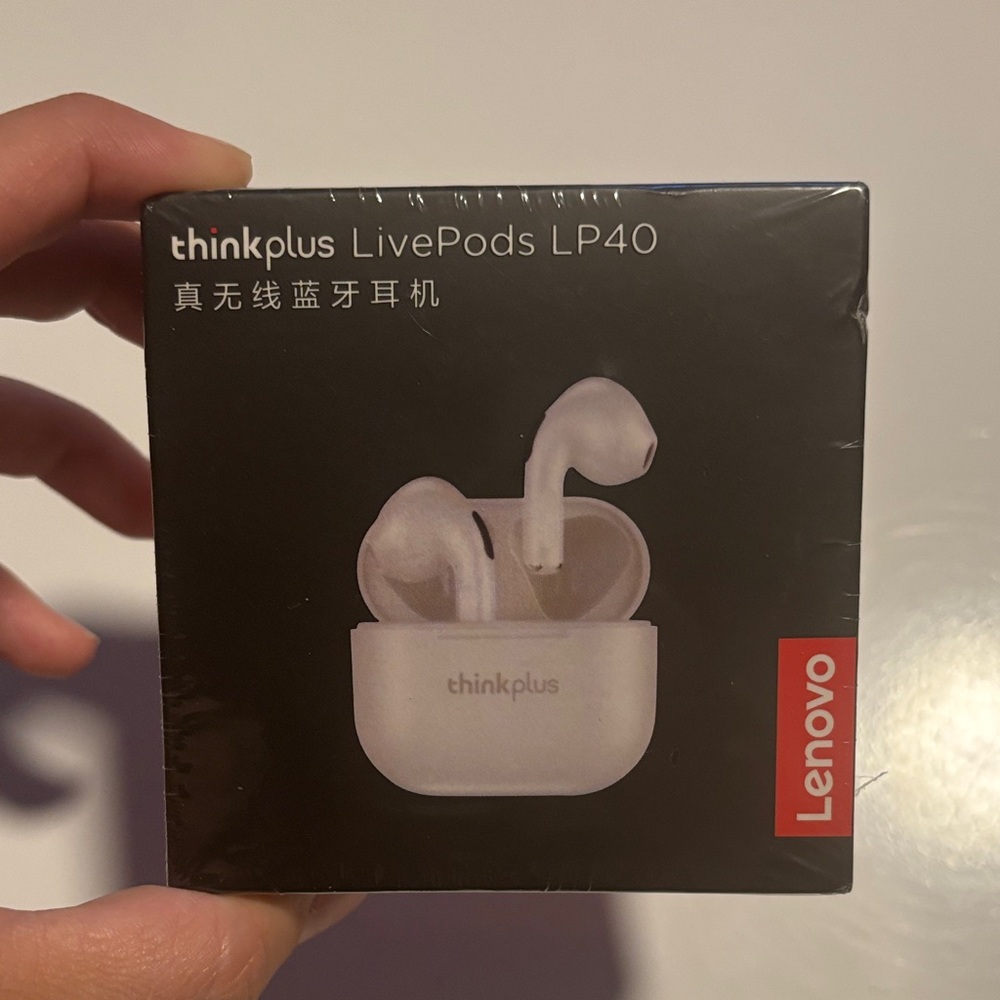 thinkplus LivePods LP40
真无线蓝牙耳机
thinkplus
Lenovo